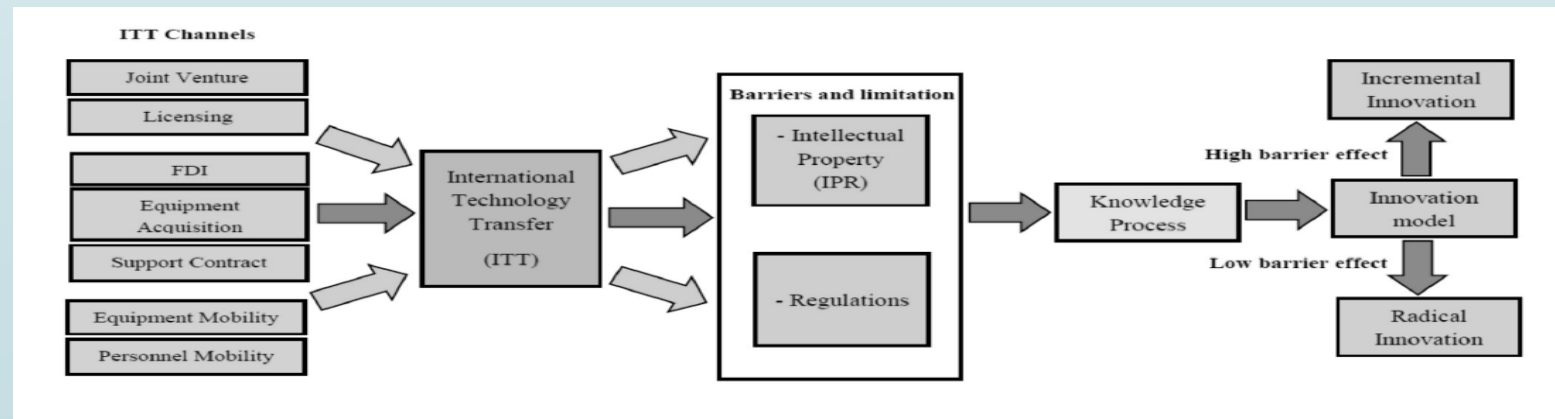 ITT Channels
Joint Venture
Licensing
FDI
Equipment
Acquisition
Support Contract
Equipment Mobility
Personnel Mobility
International
Technology
Transfer
(ITT)
Barriers and limitation
- Intellectual
Property
(IPR)
- Regulations
Knowledge
Process
Incremental
Innovation
High barrier effect
Innovation
model
Low barrier effect
Radical
Innovation